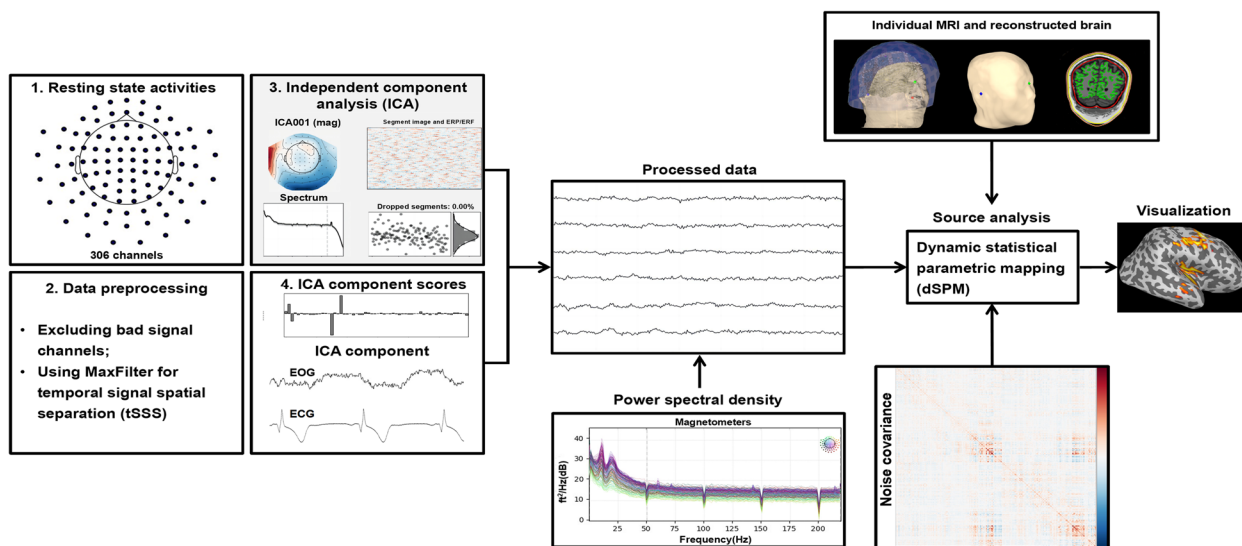 1. Resting state activities
306 channels
2. Data preprocessing
• Excluding bad signal
channels;
• Using MaxFilter for
temporal signal spatial
separation (tSSS)
3. Independent component
analysis (ICA)
ICA001 (mag)
Segment image and ERP/ERF
Spectrum
Dropped segments: 0.00%
4. ICA component scores
ICA component
EOG
ECG
Processed data
Power spectral density
Magnetometers
fT²/Hz(dB)
40
30
20
10
0
25
50
75
100
125
150
175
200
Frequency(Hz)
Individual MRI and reconstructed brain
Source analysis
Dynamic statistical
parametric mapping
(dSPM)
Visualization
Noise covariance